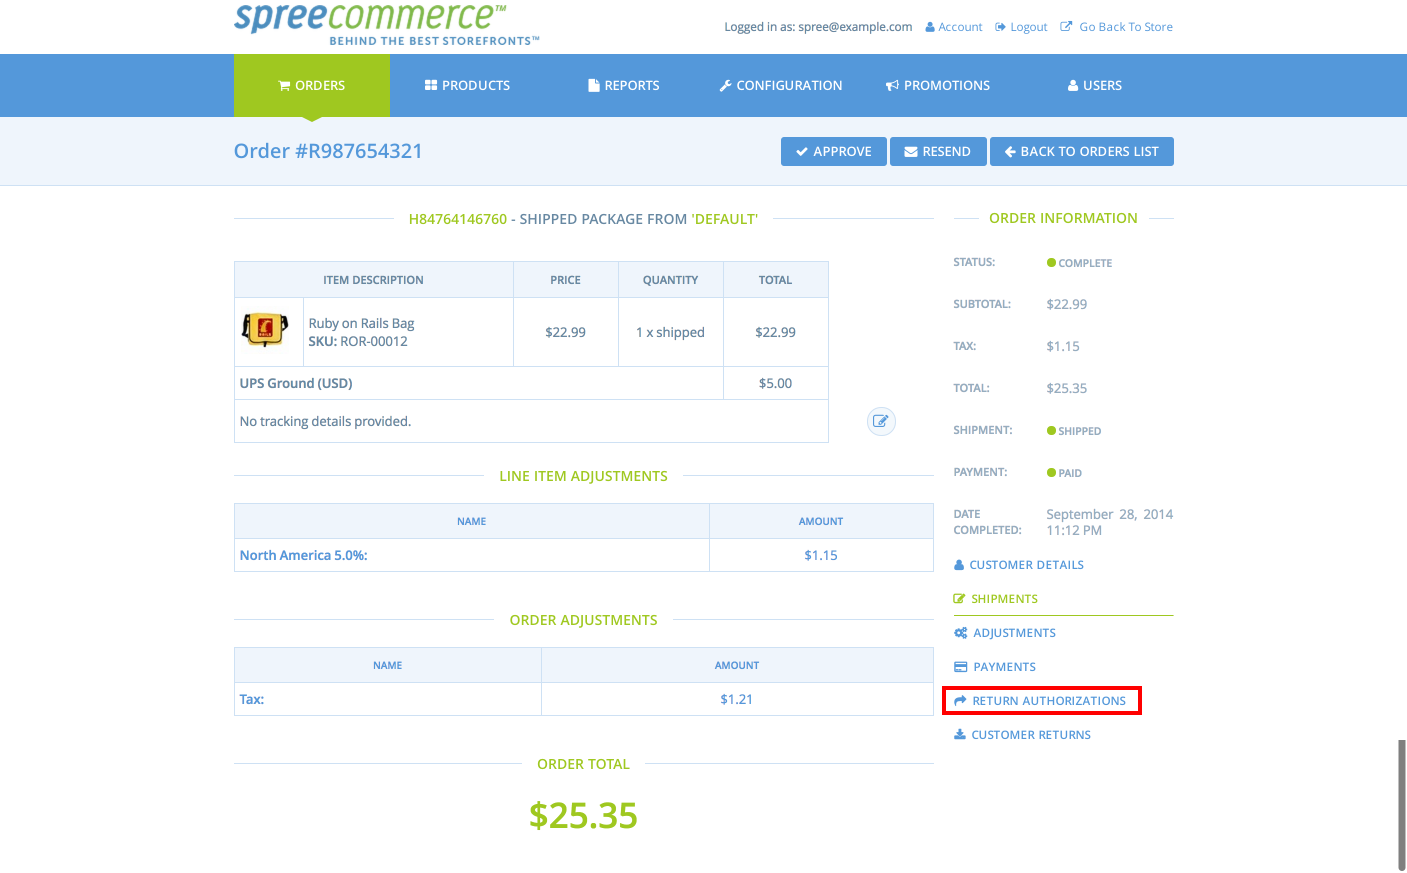 spreecommerce™
BEHIND THE BEST STOREFRONTS™
Logged in as: spree@example.com Account Logout Go Back To Store
ORDERS PRODUCTS REPORTS CONFIGURATION PROMOTIONS USERS
Order #R987654321
APPROVE RESEND BACK TO ORDERS LIST
H84764146760 - SHIPPED PACKAGE FROM 'DEFAULT'
ITEM DESCRIPTION PRICE QUANTITY TOTAL
Ruby on Rails Bag
SKU: ROR-00012
$22.99 1 x shipped $22.99
UPS Ground (USD) $5.00
No tracking details provided.
LINE ITEM ADJUSTMENTS
NAME AMOUNT
North America 5.0%: $1.15
ORDER ADJUSTMENTS
NAME AMOUNT
Tax: $1.21
ORDER TOTAL
$25.35
ORDER INFORMATION
STATUS: COMPLETE
SUBTOTAL: $22.99
TAX: $1.15
TOTAL: $25.35
SHIPMENT: SHIPPED
PAYMENT: PAID
DATE COMPLETED: September 28, 2014
11:12 PM
CUSTOMER DETAILS
SHIPMENTS
ADJUSTMENTS
PAYMENTS
RETURN AUTHORIZATIONS
CUSTOMER RETURNS